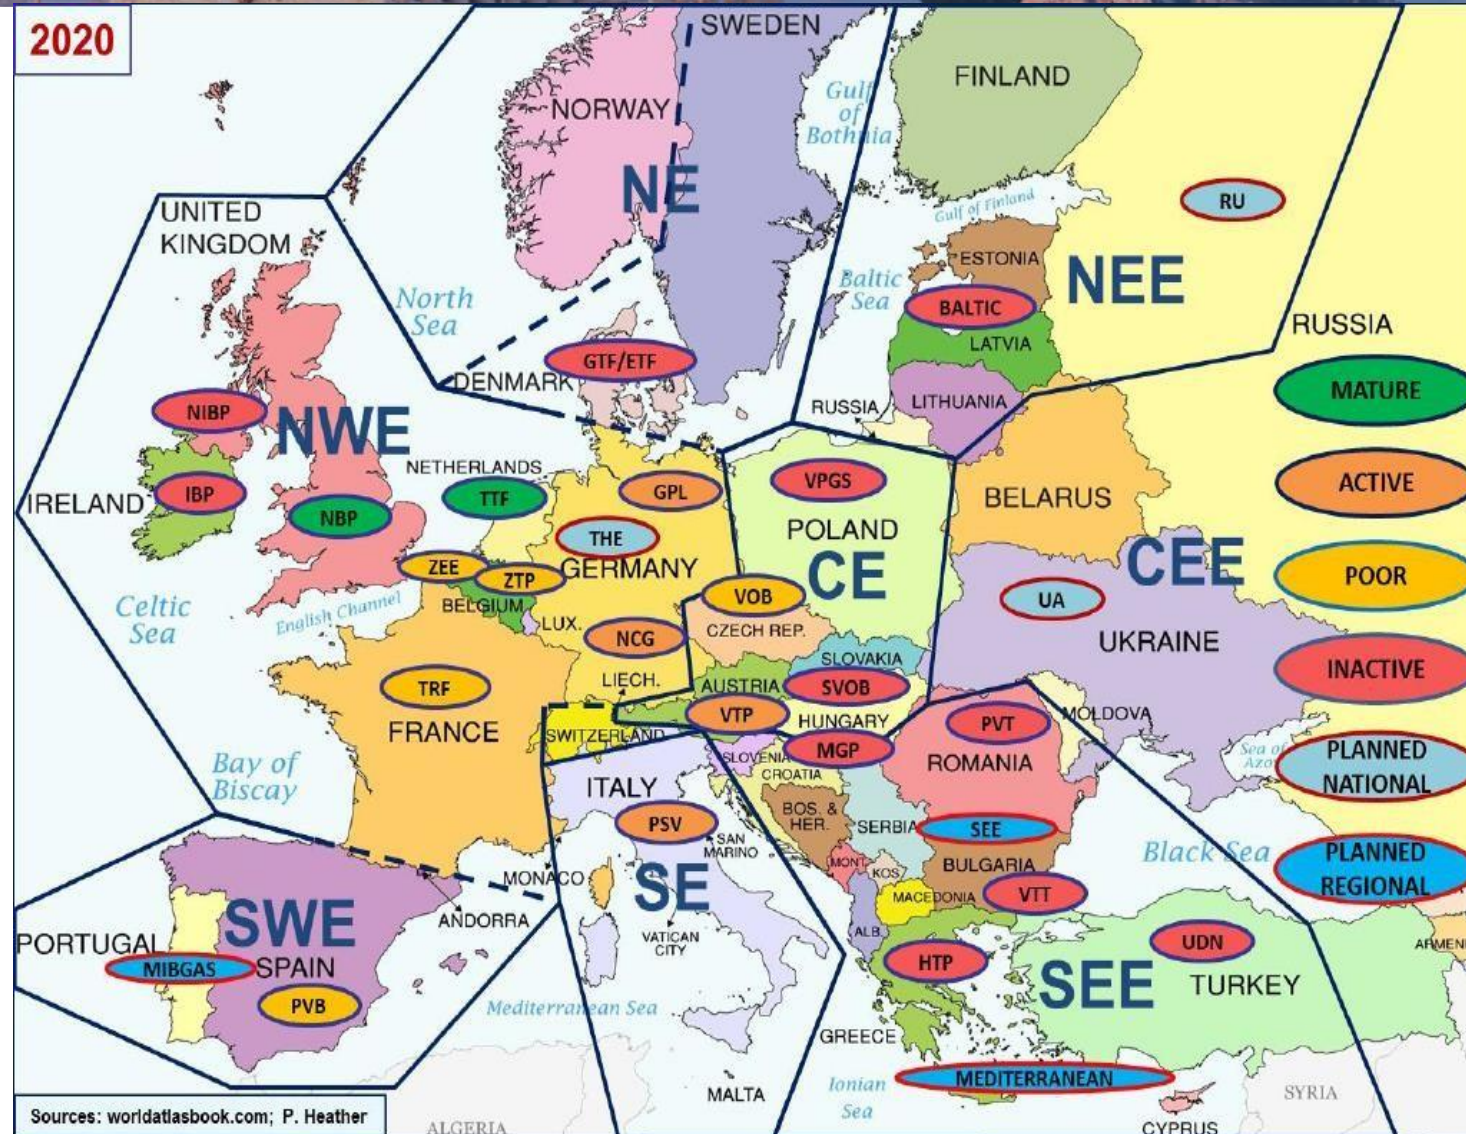 2020
SWEDEN
FINLAND
NORWAY
Gulf
of
Bothnia
NE
RU
UNITED
KINGDOM
Gulf of Finland
ESTONIA
NEE
North
Sea
Baltic
Sea
BALTIC
RUSSIA
LATVIA
GTF/ETF
DENMARK
MATURE
RUSSIA
LITHUANIA
NIBP
NWE
NETHERLANDS
VPGS
ACTIVE
IRELAND
IBP
NBP
TTF
GPL
BELARUS
POLAND
THE
GERMANY
CE
CEE
POOR
ZEE
ZTP
BELGIUM
VOB
UA
Celtic
Sea
English Channel
LUX.
NCG
CZECH REP.
UKRAINE
SLOVAKIA
INACTIVE
TRF
LIECH.
AUSTRIA
SVOB
FRANCE
VTP
HUNGARY
PVT
MOLDOVA
SWITZERLAND
MGP
SLOVENIA
CROATIA
ROMANIA
Sea of
Azo
PLANNED
NATIONAL
Bay of
Biscay
ITALY
PSV
SAN
MARINO
BOS. &
HER.
SERBIA
SEE
Black Sea
PLANNED
REGIONAL
MONACO
SE
MONT.
KOS.
BULGARIA
MACEDONIA
VTT
ANDORRA
SWE
PORTUGAL
MIBGAS
SPAIN
PVB
VATICAN
CITY
ALB.
HTP
UDN
ARMEN
SEE
TURKEY
Mediterranean Sea
GREECE
MEDITERRANEAN
MALTA
Ionian
Sea
SYRIA
CYPRUS
ALGERIA
Sources: worldatlasbook.com; P. Heather